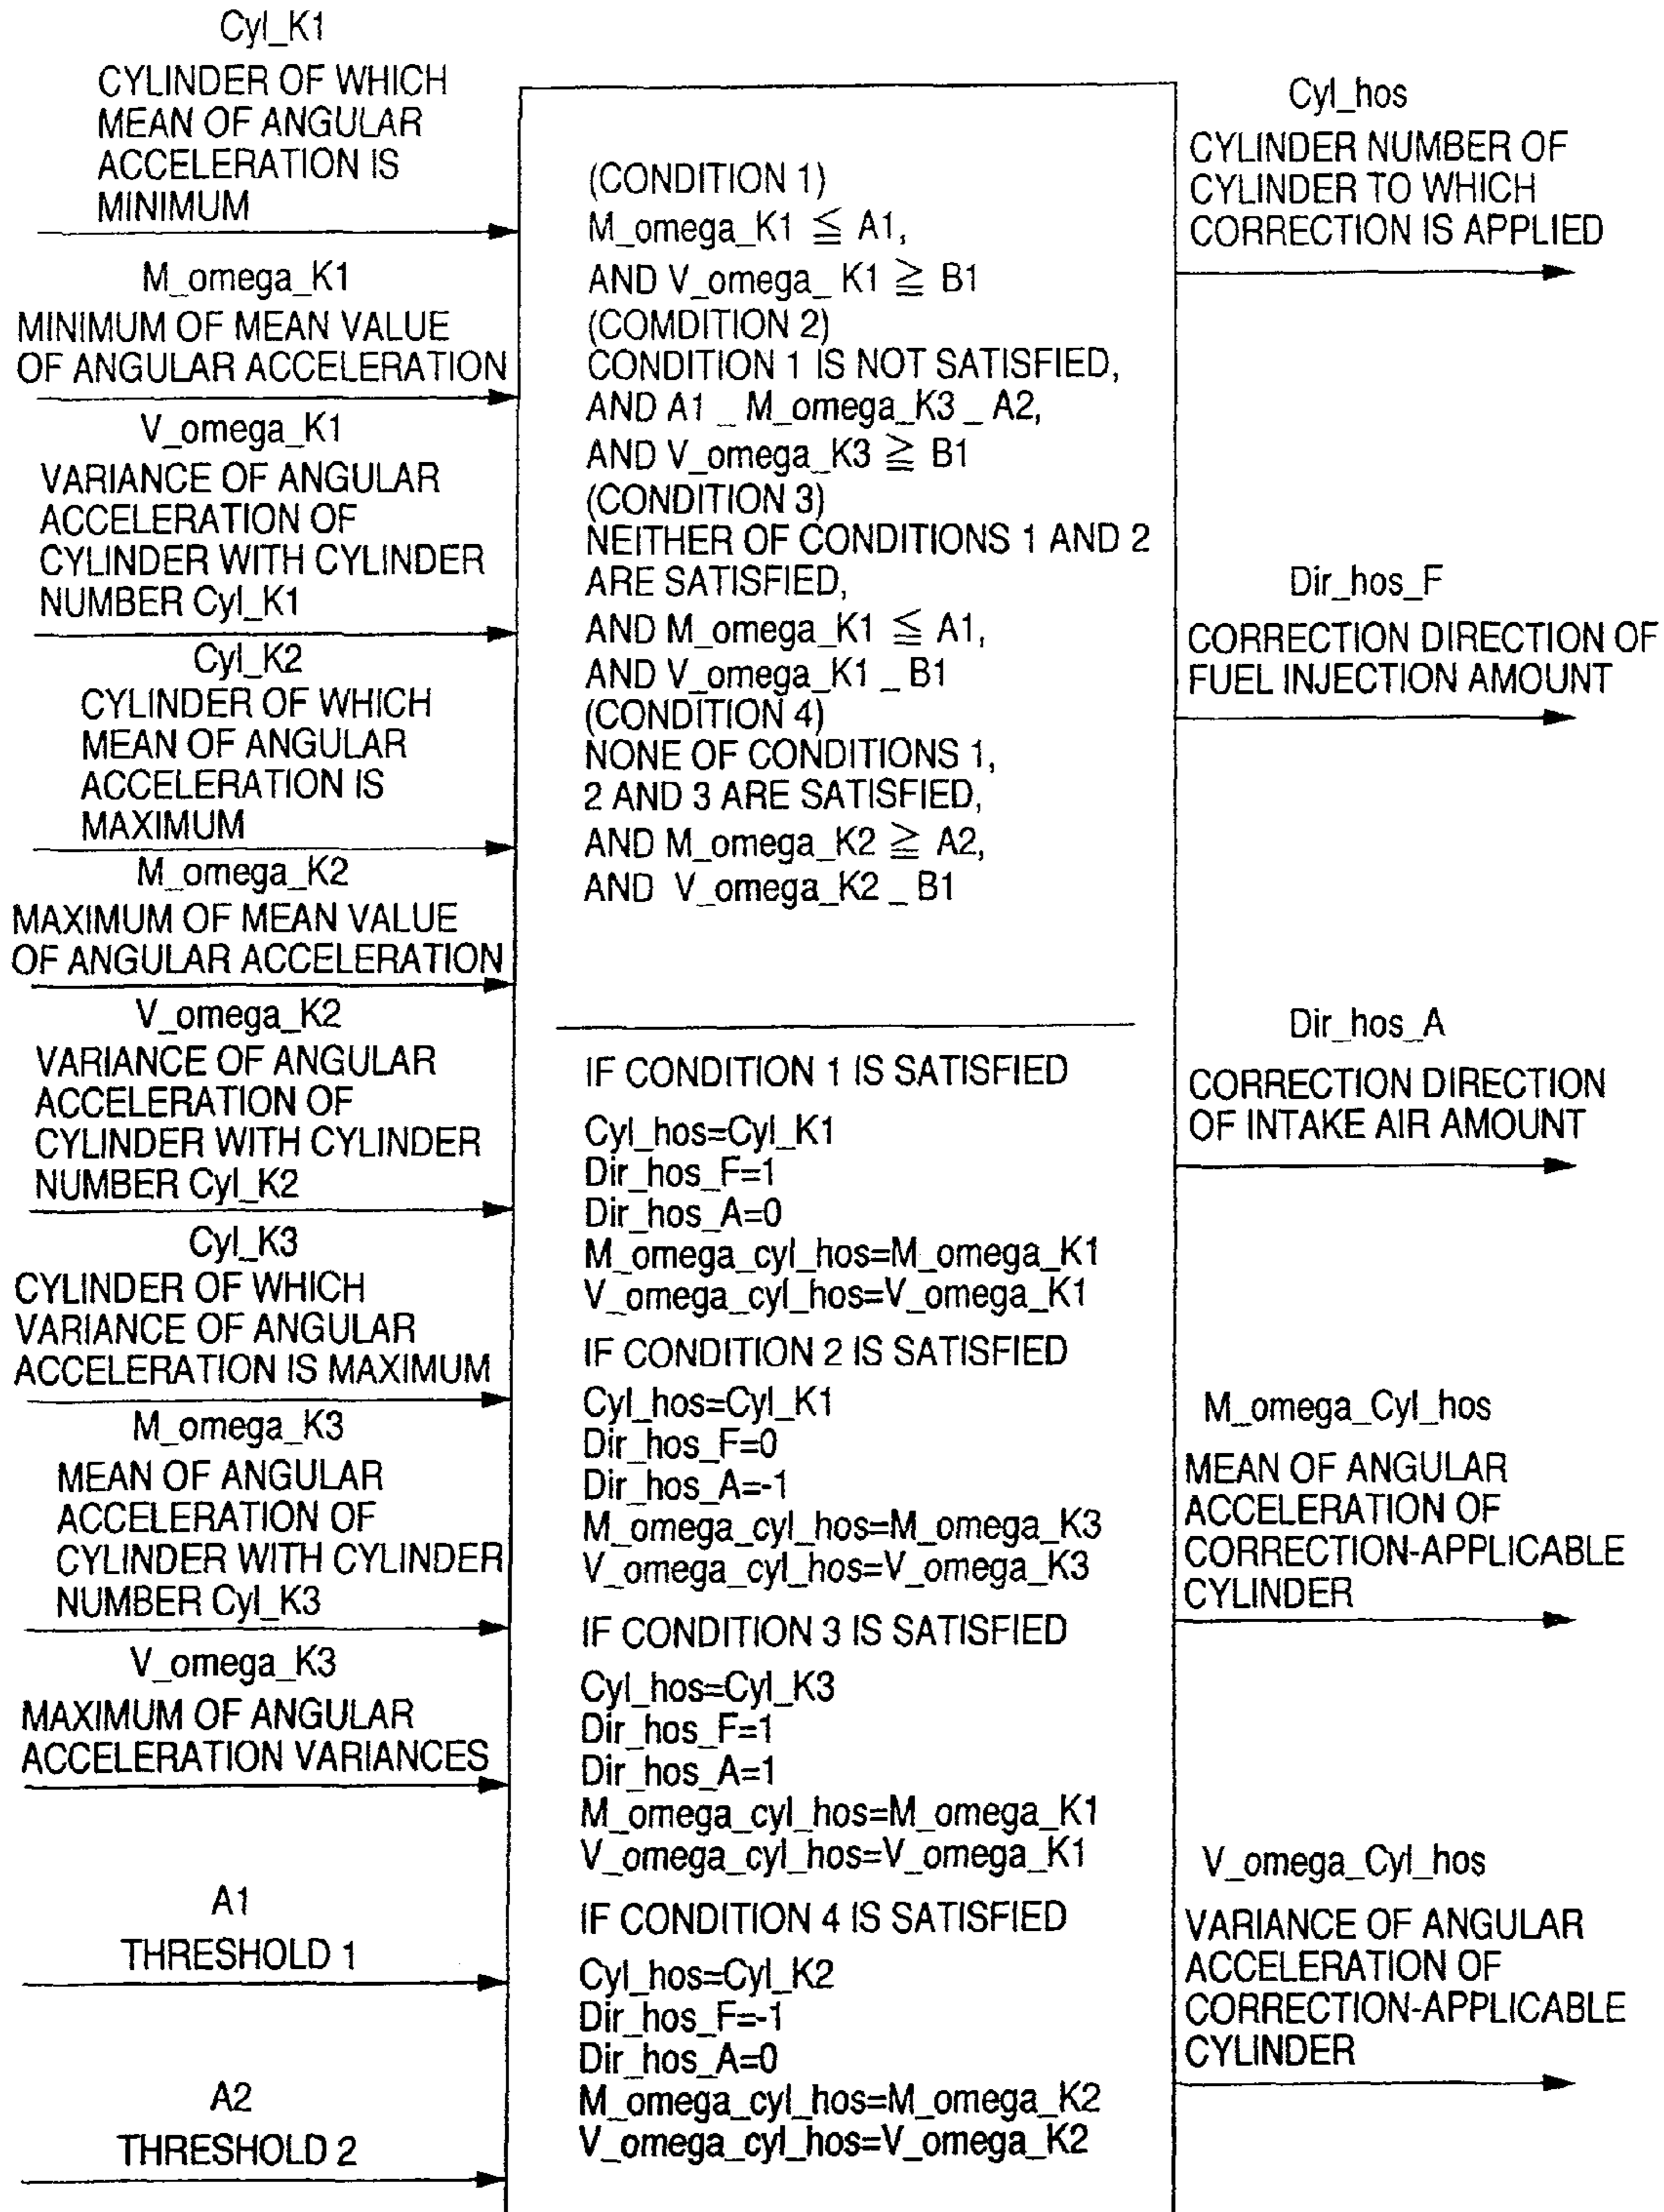 Cyl_K1
CYLINDER OF WHICH
MEAN OF ANGULAR
ACCELERATION IS
MINIMUM
M_omega_K1
MINIMUM OF MEAN VALUE
OF ANGULAR ACCELERATION
V_omega_K1
VARIANCE OF ANGULAR
ACCELERATION OF
CYLINDER WITH CYLINDER
NUMBER Cyl_K1
Cyl_K2
CYLINDER OF WHICH
MEAN OF ANGULAR
ACCELERATION IS
MAXIMUM
M_omega_K2
MAXIMUM OF MEAN VALUE
OF ANGULAR ACCELERATION
V_omega_K2
VARIANCE OF ANGULAR
ACCELERATION OF
CYLINDER WITH CYLINDER
NUMBER Cyl_K2
Cyl_K3
CYLINDER OF WHICH
VARIANCE OF ANGULAR
ACCELERATION IS MAXIMUM
M_omega_K3
MEAN OF ANGULAR
ACCELERATION OF
CYLINDER WITH CYLINDER
NUMBER Cyl_K3
V_omega_K3
MAXIMUM OF ANGULAR
ACCELERATION VARIANCES
A1
THRESHOLD 1
A2
THRESHOLD 2
(CONDITION 1)
M_omega_K1 ≦ A1,
AND V_omega_ K1 ≧ B1
(COMDITION 2)
CONDITION 1 IS NOT SATISFIED,
AND A1 _ M_omega_K3 _ A2,
AND V_omega_K3 ≧ B1
(CONDITION 3)
NEITHER OF CONDITIONS 1 AND 2
ARE SATISFIED,
AND M_omega_K1 ≦ A1,
AND V_omega_K1 _ B1
(CONDITION 4)
NONE OF CONDITIONS 1,
2 AND 3 ARE SATISFIED,
AND M_omega_K2 ≧ A2,
AND V_omega_K2 _ B1
IF CONDITION 1 IS SATISFIED
Cyl_hos=Cyl_K1
Dir_hos_F=1
Dir_hos_A=0
M_omega_cyl_hos=M_omega_K1
V_omega_cyl_hos=V_omega_K1
IF CONDITION 2 IS SATISFIED
Cyl_hos=Cyl_K1
Dir_hos_F=0
Dir_hos_A=-1
M_omega_cyl_hos=M_omega_K3
V_omega_cyl_hos=V_omega_K3
IF CONDITION 3 IS SATISFIED
Cyl_hos=Cyl_K3
Dir_hos_F=1
Dir_hos_A=1
M_omega_cyl_hos=M_omega_K1
V_omega_cyl_hos=V_omega_K1
IF CONDITION 4 IS SATISFIED
Cyl_hos=Cyl_K2
Dir_hos_F=-1
Dir_hos_A=0
M_omega_cyl_hos=M_omega_K2
V_omega_cyl_hos=V_omega_K2
Cyl_hos
CYLINDER NUMBER OF
CYLINDER TO WHICH
CORRECTION IS APPLIED
Dir_hos_F
CORRECTION DIRECTION OF
FUEL INJECTION AMOUNT
Dir_hos_A
CORRECTION DIRECTION
OF INTAKE AIR AMOUNT
M_omega_Cyl_hos
MEAN OF ANGULAR
ACCELERATION OF
CORRECTION-APPLICABLE
CYLINDER
V_omega_Cyl_hos
VARIANCE OF ANGULAR
ACCELERATION OF
CORRECTION-APPLICABLE
CYLINDER